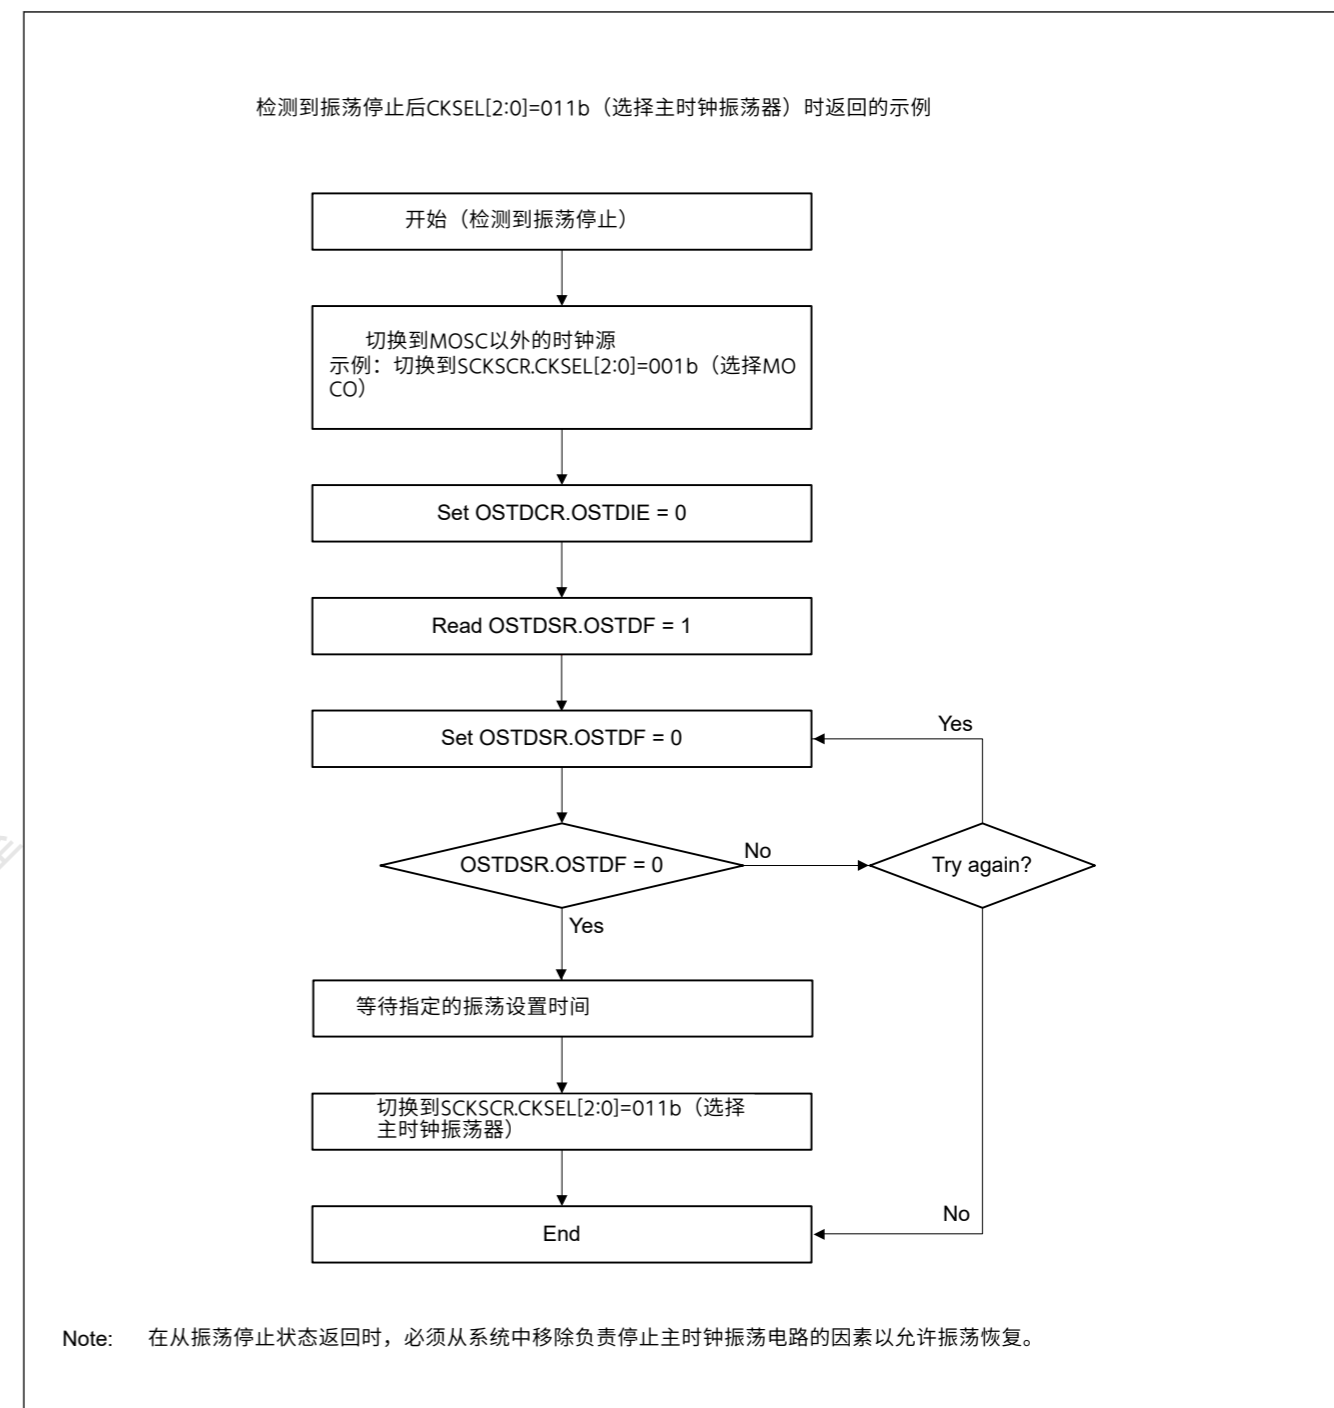 检测到振荡停止后CKSEL[2:0]=011b（选择主时钟振荡器）时返回的示例
开始（检测到振荡停止）
切换到MOSC以外的时钟源
示例：切换到SCKSCR.CKSEL[2:0]=001b（选择MO
CO）
Set OSTDCR.OSTDIE = 0
Read OSTDSR.OSTDF = 1
Set OSTDSR.OSTDF = 0
Yes
OSTDSR.OSTDF = 0
No
Try again?
Yes
等待指定的振荡设置时间
切换到SCKSCR.CKSEL[2:0]=011b（选择
主时钟振荡器）
No
End
Note: 在从振荡停止状态返回时，必须从系统中移除负责停止主时钟振荡电路的因素以允许振荡恢复。